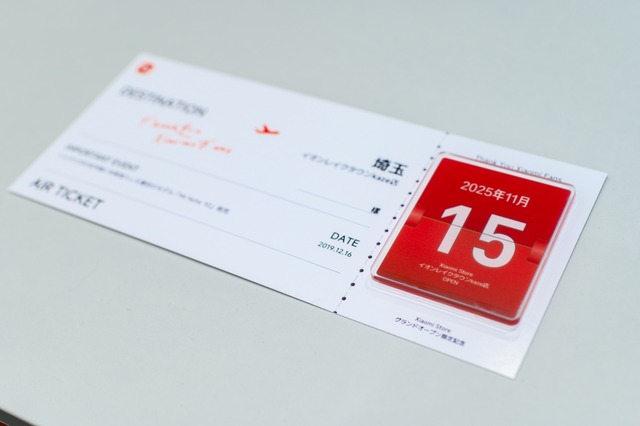 DESTINATION
Xiaomi Fans
埼玉
イオンレイクタウンkaze店
IMPORTANT EVENT
様
AIR TICKET
DATE
2019.12.16
Thank You Xiaomi Fans
2025年11月
15
Xiaomi Store
イオンレイクタウンkaze店
OPEN
Xiaomi Store
グランドオープン限定記念